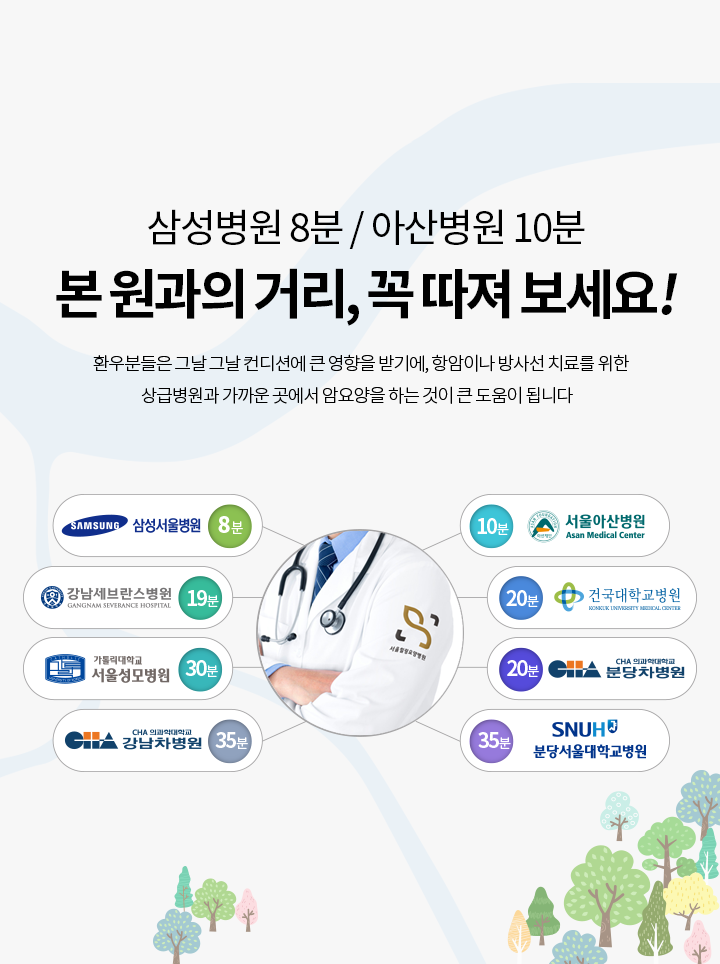 삼성병원 8분 / 아산병원 10분
본 원과의 거리, 꼭 따져 보세요!
환우분들은 그날 그날 컨디션에 큰 영향을 받기에, 항암이나 방사선 치료를 위한
상급병원과 가까운 곳에서 암요양을 하는 것이 큰 도움이 됩니다
SAMSUNG 삼성서울병원 8분
10분 서울아산병원
Asan Medical Center
강남세브란스병원 19분
GANGNAM SEVERANCE HOSPITAL
20분 건국대학교병원
KONKUK UNIVERSITY MEDICAL CENTER
가톨릭대학교
서울성모병원 30분
20분 CHA CHA 의과학대학교
분당차병원
CHA CHA 의과학대학교
강남차병원 35분
35분 SNUH
분당서울대학교병원